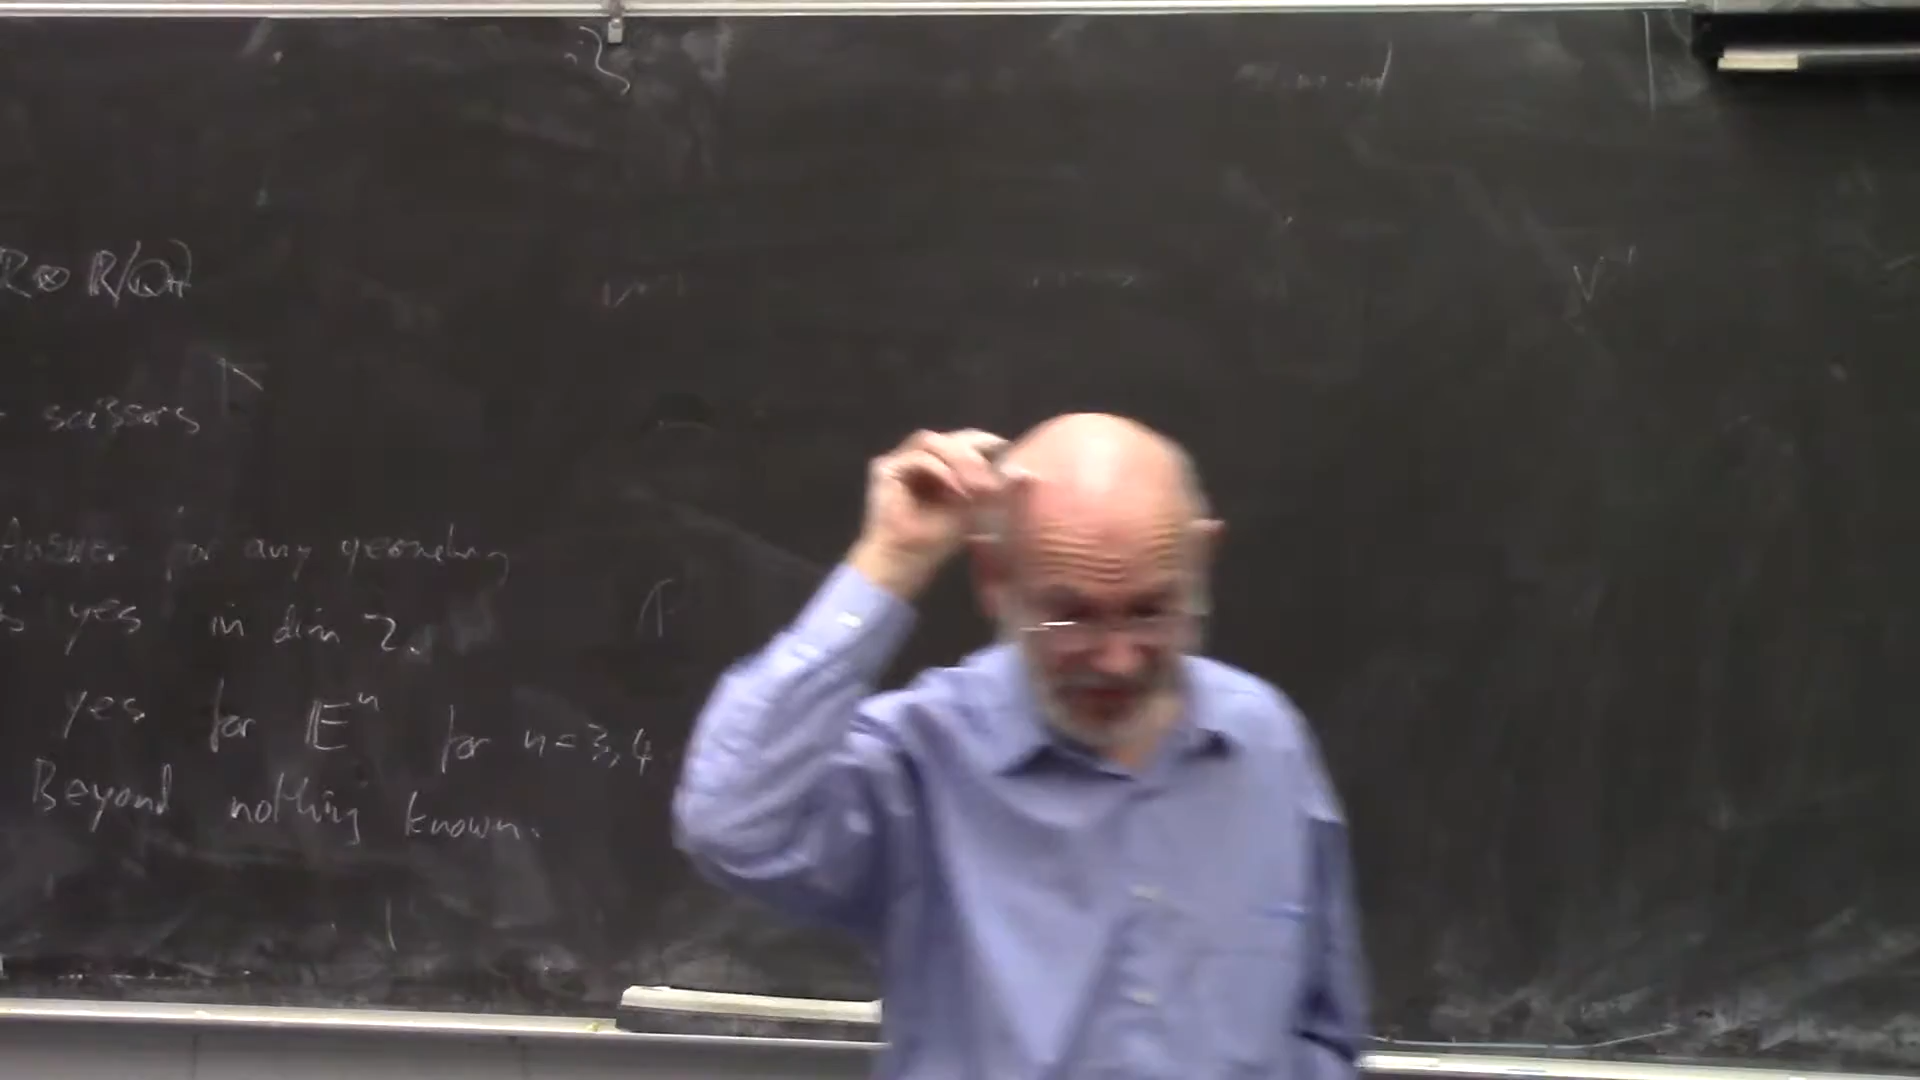 R⊗ R/Qπ
scissors
Answer for any geometry
is yes in dim 2.
yes for 𝔼ⁿ for n=3,4
Beyond nothing known.